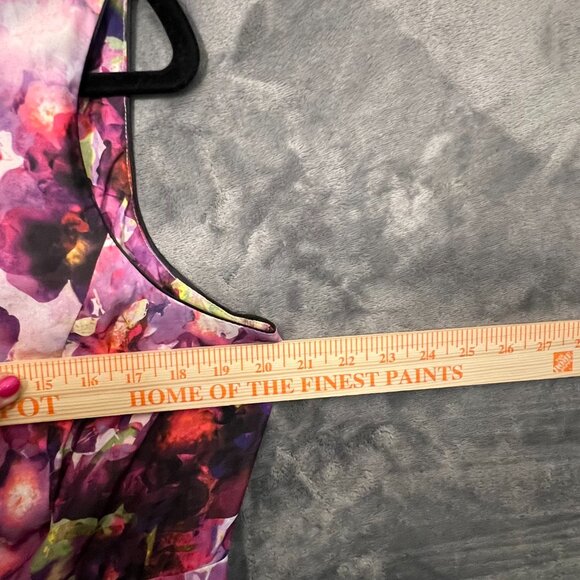 15 16 17 18 19 20 21 22 23 24 25 26 27
POT HOME OF THE FINEST PAINTS